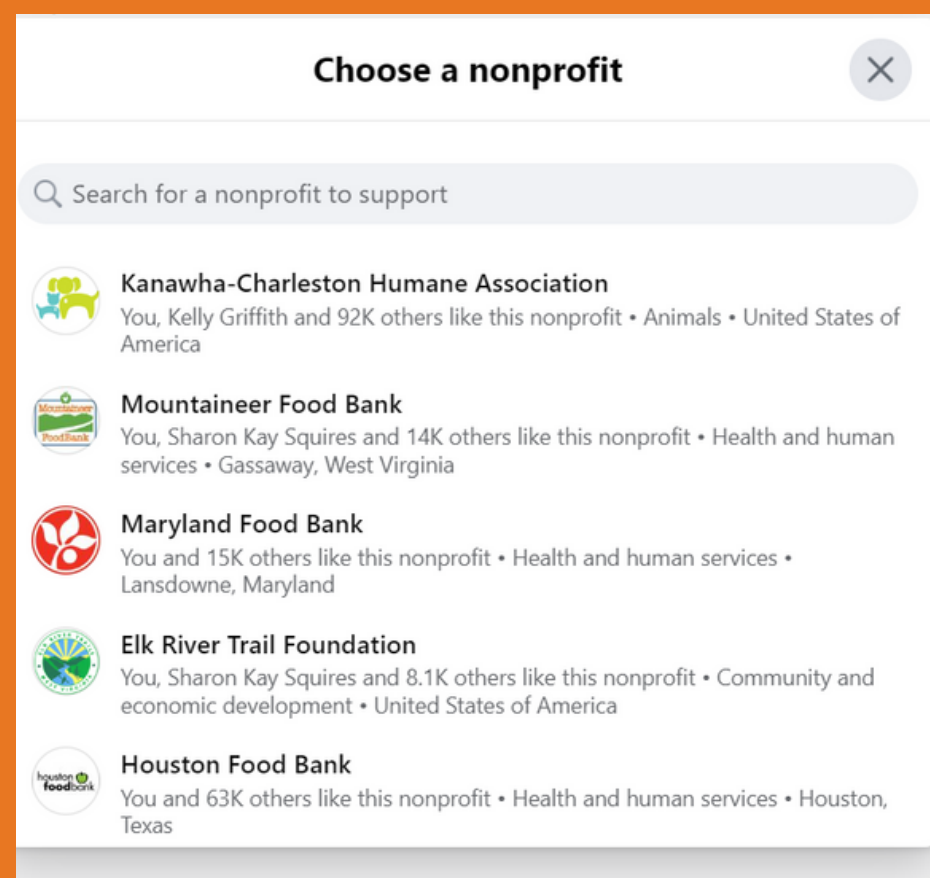 Choose a nonprofit
Search for a nonprofit to support
Kanawha-Charleston Humane Association
You, Kelly Griffith and 92K others like this nonprofit • Animals • United States of
America
Mountaineer
FoodBank
Mountaineer Food Bank
You, Sharon Kay Squires and 14K others like this nonprofit • Health and human
services • Gassaway, West Virginia
Maryland Food Bank
You and 15K others like this nonprofit • Health and human services •
Lansdowne, Maryland
Elk River Trail Foundation
You, Sharon Kay Squires and 8.1K others like this nonprofit • Community and
economic development • United States of America
houston
foodbank
Houston Food Bank
You and 63K others like this nonprofit • Health and human services • Houston,
Texas